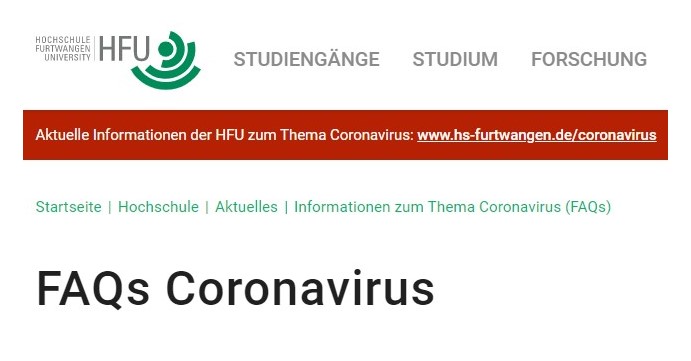 HOCHSCHULE
FURTWANGEN
UNIVERSITY
HFU
STUDIENGÄNGE STUDIUM FORSCHUNG
Aktuelle Informationen der HFU zum Thema Coronavirus: www.hs-furtwangen.de/coronavirus
Startseite | Hochschule | Aktuelles | Informationen zum Thema Coronavirus (FAQs)
FAQs Coronavirus